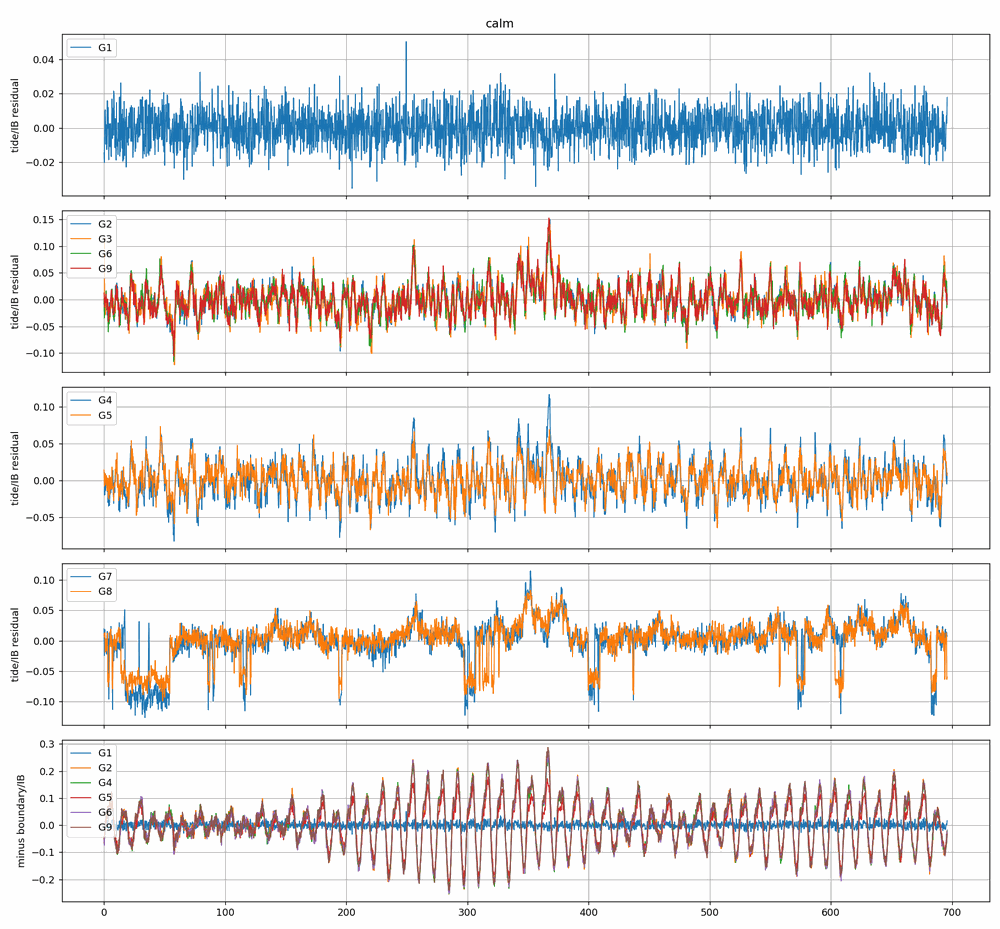 calm
tide/IB residual
G1
0.04
0.02
0.00
−0.02
tide/IB residual
G2
G3
G6
G9
0.15
0.10
0.05
0.00
−0.05
−0.10
tide/IB residual
G4
G5
0.10
0.05
0.00
−0.05
tide/IB residual
G7
G8
0.10
0.05
0.00
−0.05
−0.10
minus boundary/IB
G1
G2
G4
G5
G6
G9
0.3
0.2
0.1
0.0
−0.1
−0.2
0 100 200 300 400 500 600 700